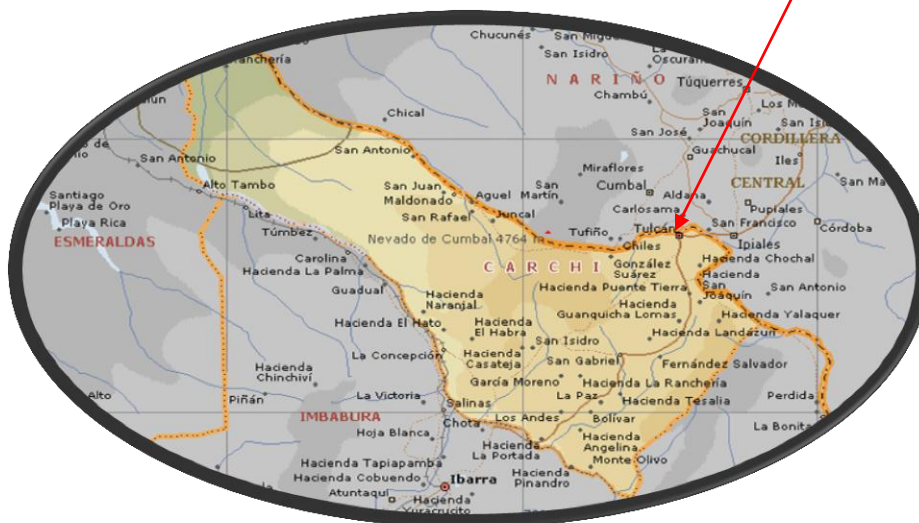 Chucunés
San Miguel
San Isidro
La
Oscurana
NARIÑO
Túquerres
Chambú
Los
Chical
San José
San
Joaquín
San Isi
CORDILLERA
San Antonio
San Antonio
Guachucal
Iles
Miraflores
San Ma
Alto Tambo
San Juan
Maldonado
Aguel
San
Martín
Cumbal
Aldana
CENTRAL
Santiago
Playa de Oro
Lita
San Rafael
Juncal
Carlosama
Pupiales
Playa Rica
Tulcán
San Francisco
Córdoba
ESMERALDAS
Túmbez
Nevado de Cumbal 4764 m
Tufiño
Chiles
Ipiales
Carolina
CARCHI
González
Suárez
Hacienda Chochal
Hacienda La Palma
Hacienda
San
Joaquín
Guadual
Hacienda
Naranjal
Hacienda Puente Tierra
San Antonio
Hacienda
Guanquicha Lomas
Hacienda Yalaquer
Hacienda El Hato
Hacienda
El Habra
Hacienda Landázuri
La Concepción
San Isidro
Hacienda
Casateja
San Gabriel
Fernández Salvador
Hacienda
Chinchiví
García Moreno
Hacienda La Ranchería
Alto
Piñán
La Victoria
La Paz
Hacienda Tesalia
Perdida
IMBABURA
Salinas
Los Andes
Bolívar
La Bonita
Hoja Blanca
Chota
Hacienda
La Portada
Hacienda
Angelina
Hacienda Tapiapamba
Monte Olivo
Hacienda Cobuendo
Ibarra
Hacienda
Pinandro
Atuntaqui
Hacienda
Yuracrucito